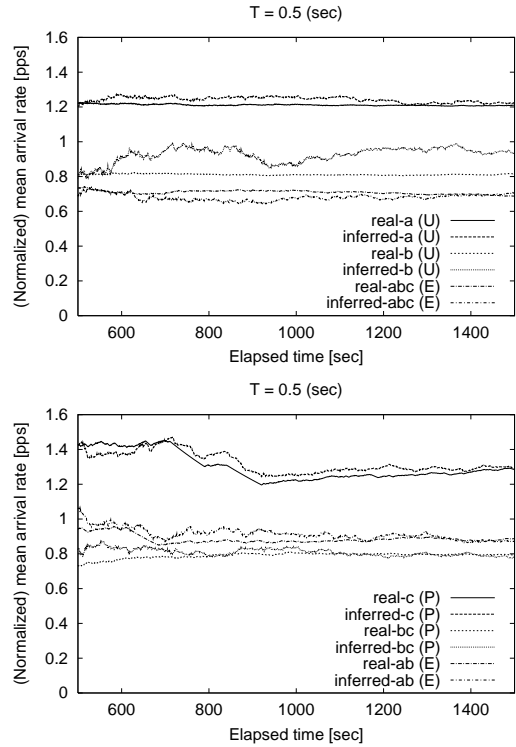 T = 0.5 (sec)
(Normalized) mean arrival rate [pps]
1.6
1.4
1.2
1
0.8
0.6
0.4
0.2
0
real-a (U)
inferred-a (U)
real-b (U)
inferred-b (U)
real-abc (E)
inferred-abc (E)
600 800 1000 1200 1400
Elapsed time [sec]
T = 0.5 (sec)
(Normalized) mean arrival rate [pps]
1.6
1.4
1.2
1
0.8
0.6
0.4
0.2
0
real-c (P)
inferred-c (P)
real-bc (P)
inferred-bc (P)
real-ab (E)
inferred-ab (E)
600 800 1000 1200 1400
Elapsed time [sec]